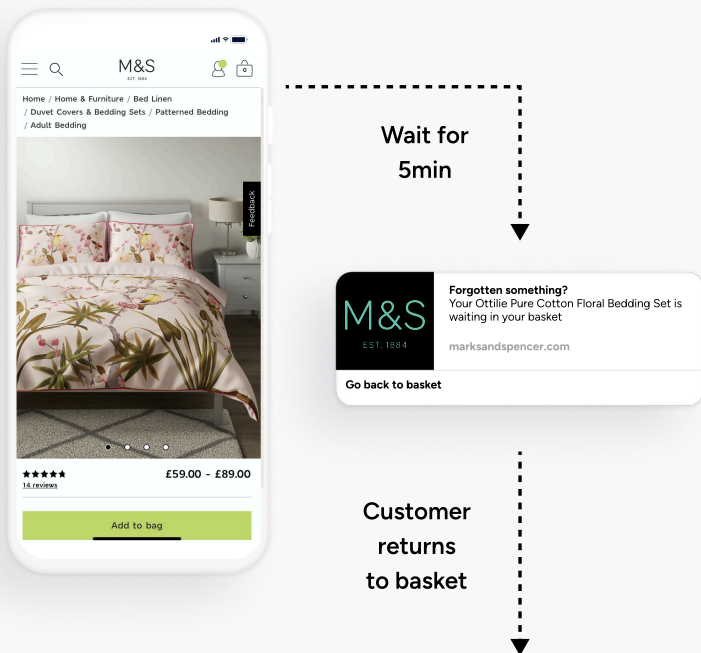 M&S
EST. 1884
0
Home / Home & Furniture / Bed Linen
/ Duvet Covers & Bedding Sets / Patterned Bedding
/ Adult Bedding
Feedback
14 reviews
£59.00 - £89.00
Add to bag
Wait for
5min
M&S
EST. 1884
Forgotten something?
Your Ottilie Pure Cotton Floral Bedding Set is
waiting in your basket
marksandspencer.com
Go back to basket
Customer
returns
to basket